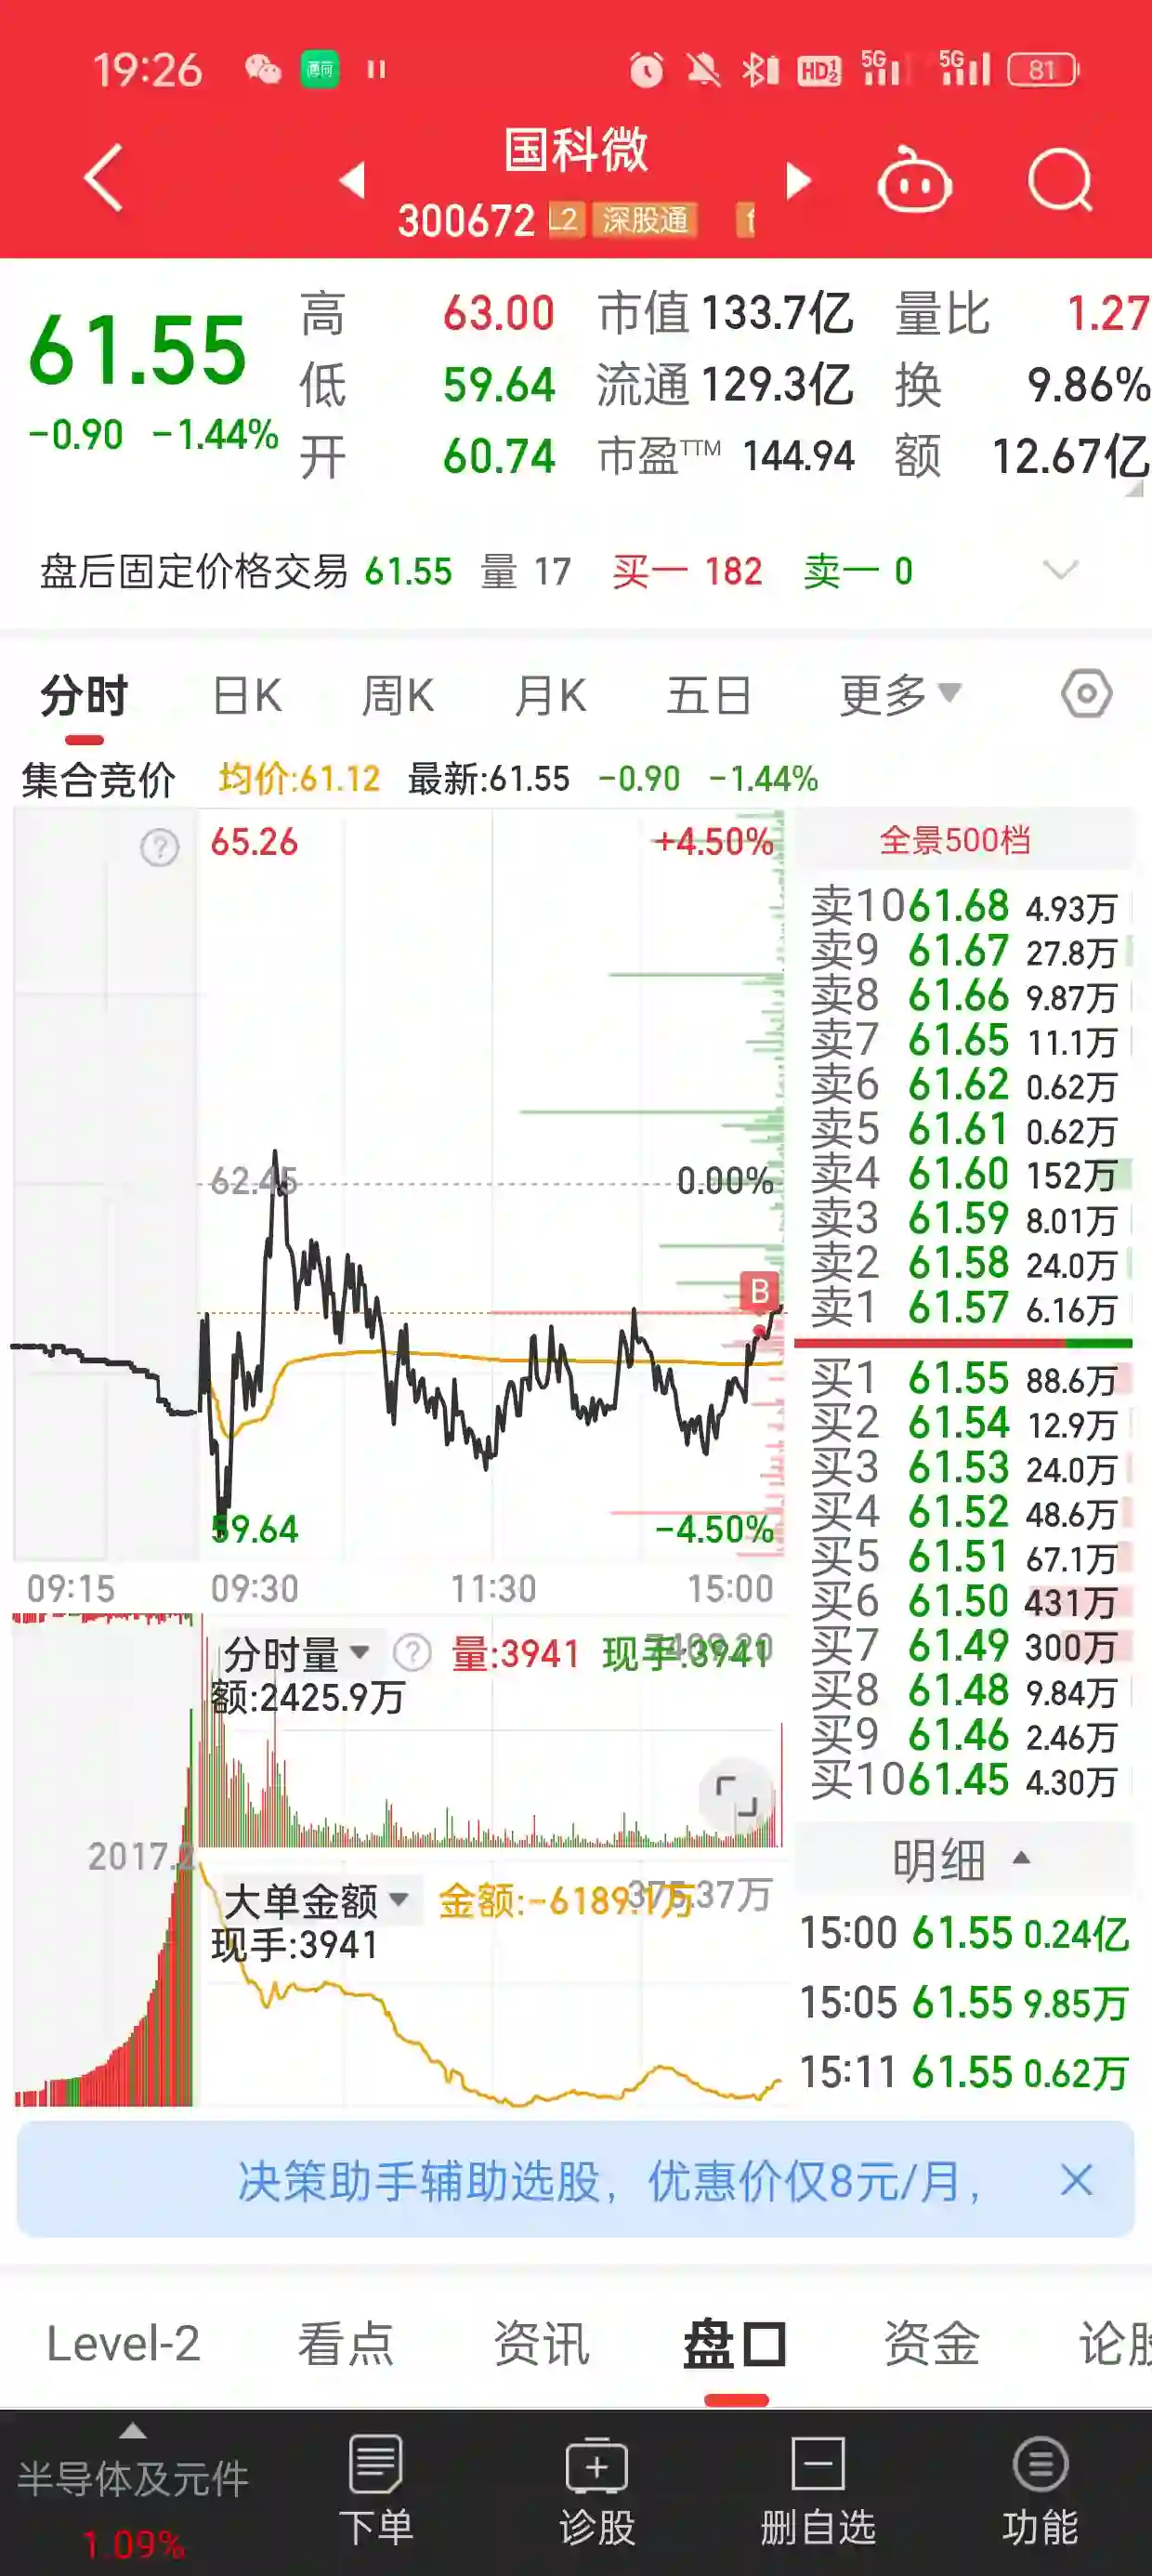 19:26 薄荷 HD 1 2 5G 5G 81
国科微
300672 L2 深股通
61.55 高 63.00 市值 133.7亿 量比 1.27
低 59.64 流通 129.3亿 换 9.86%
-0.90 -1.44% 开 60.74 市盈TTM 144.94 额 12.67亿
盘后固定价格交易 61.55 量 17 买一 182 卖一 0
分时 日K 周K 月K 五日 更多
集合竞价 均价:61.12 最新:61.55 -0.90 -1.44%
65.26 +4.50%
62.45 0.00%
B
59.64 -4.50%
09:15 09:30 11:30 15:00
分时量 ? 量:3941 现手:3941
额:2425.9万
大单金额 金额:-6189.1万
现手:3941
全景500档
卖10 61.68 4.93万
卖9 61.67 27.8万
卖8 61.66 9.87万
卖7 61.65 11.1万
卖6 61.62 0.62万
卖5 61.61 0.62万
卖4 61.60 152万
卖3 61.59 8.01万
卖2 61.58 24.0万
卖1 61.57 6.16万
买1 61.55 88.6万
买2 61.54 12.9万
买3 61.53 24.0万
买4 61.52 48.6万
买5 61.51 67.1万
买6 61.50 431万
买7 61.49 300万
买8 61.48 9.84万
买9 61.46 2.46万
买10 61.45 4.30万
明细
15:00 61.55 0.24亿
15:05 61.55 9.85万
15:11 61.55 0.62万
决策助手辅助选股，优惠价仅8元/月，
Level-2 看点 资讯 盘口 资金 论股
半导体及元件 下单 诊股 删自选 功能
1.09%